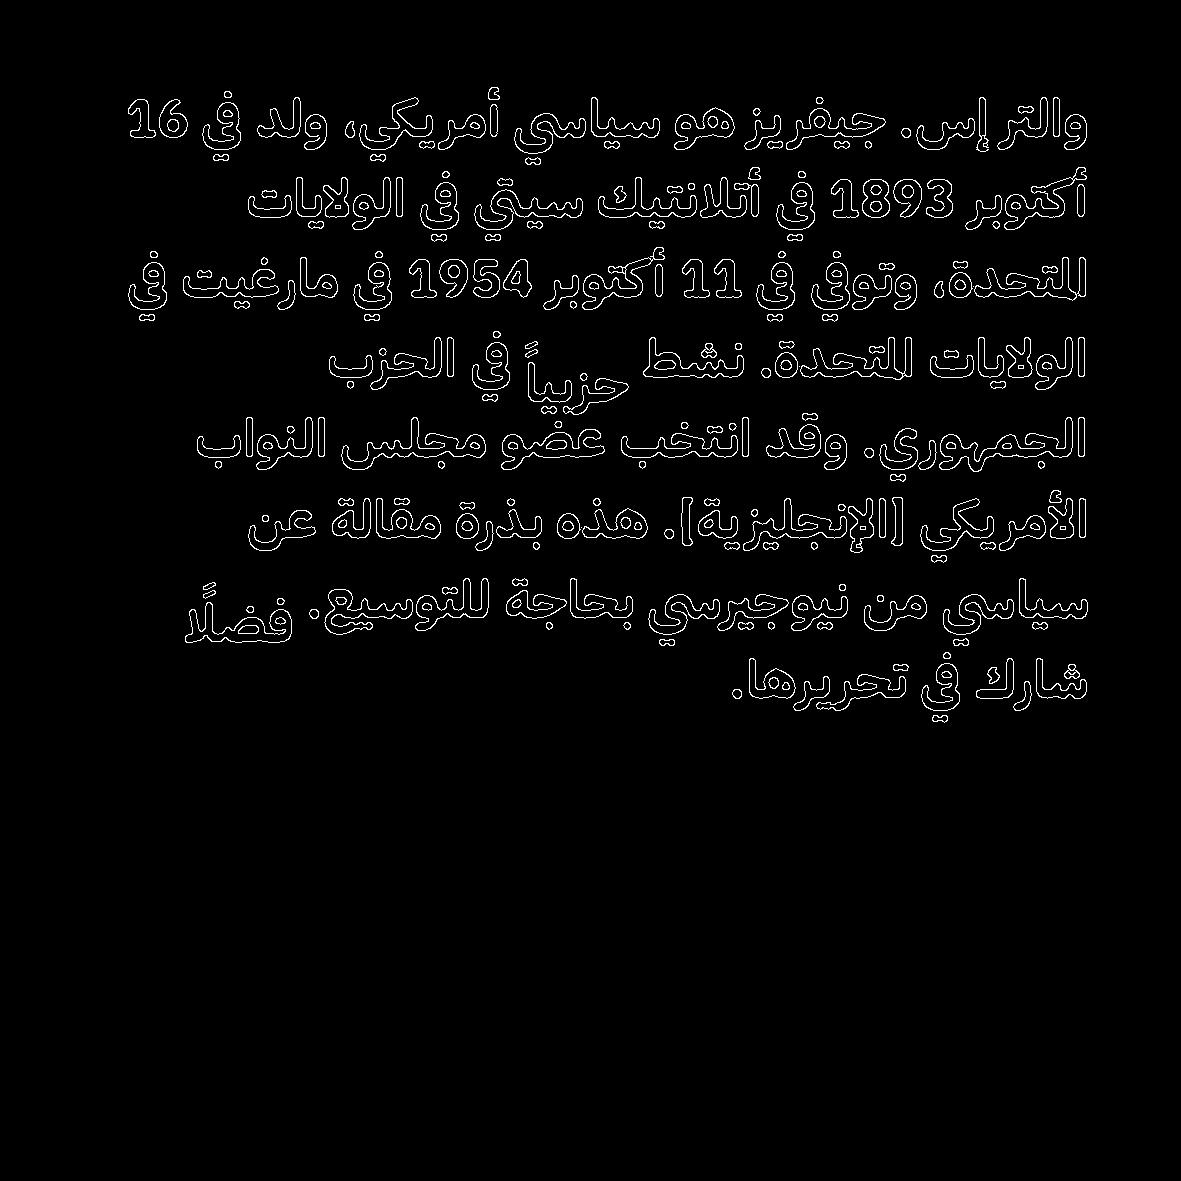 والتر إس. جيفريز هو سياسي أمريكي، ولد في 16
أكتوبر 1893 في أتلانتيك سيتي في الولايات
المتحدة، وتوفي في 11 أكتوبر 1954 في مارغيت في
الولايات المتحدة. نشط حزبياً في الحزب
الجمهوري. وقد انتخب عضو مجلس النواب
الأمريكي [الإنجليزية]. هذه بذرة مقالة عن
سياسي من نيوجيرسي بحاجة للتوسيع. فضلًا
شارك في تحريرها.